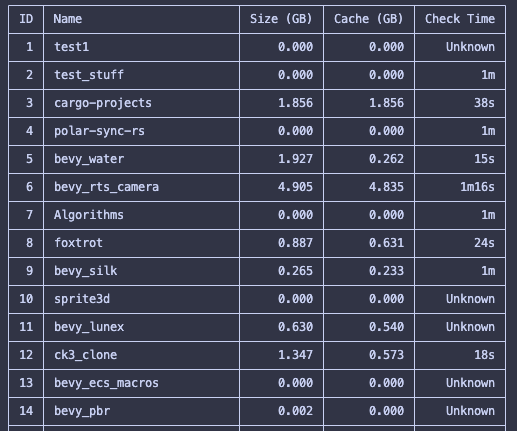 ID Name Size (GB) Cache (GB) Check Time
1 test1 0.000 0.000 Unknown
2 test_stuff 0.000 0.000 1m
3 cargo-projects 1.856 1.856 38s
4 polar-sync-rs 0.000 0.000 1m
5 bevy_water 1.927 0.262 15s
6 bevy_rts_camera 4.905 4.835 1m16s
7 Algorithms 0.000 0.000 1m
8 foxtrot 0.887 0.631 24s
9 bevy_silk 0.265 0.233 1m
10 sprite3d 0.000 0.000 Unknown
11 bevy_lunex 0.630 0.540 Unknown
12 ck3_clone 1.347 0.573 18s
13 bevy_ecs_macros 0.000 0.000 Unknown
14 bevy_pbr 0.002 0.000 Unknown